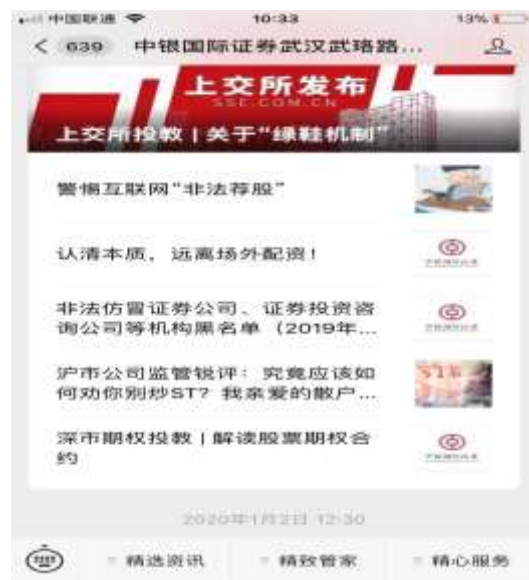 中国联通
10:33
13%
639
中银国际证券武汉武珞路...
上交所发布
SSE.COM.CN
上交所投教 | 关于“绿鞋机制”
警惕互联网“非法荐股”
认清本质，远离场外配资！
非法仿冒证券公司、证券投资咨
询公司等机构黑名单（2019年...
沪市公司监管锐评：究竟应该如
何劝你别炒ST？我亲爱的散户...
深市期权投教 | 解读股票期权合
约
2020年1月2日 12:30
精选资讯
精致管家
精心服务